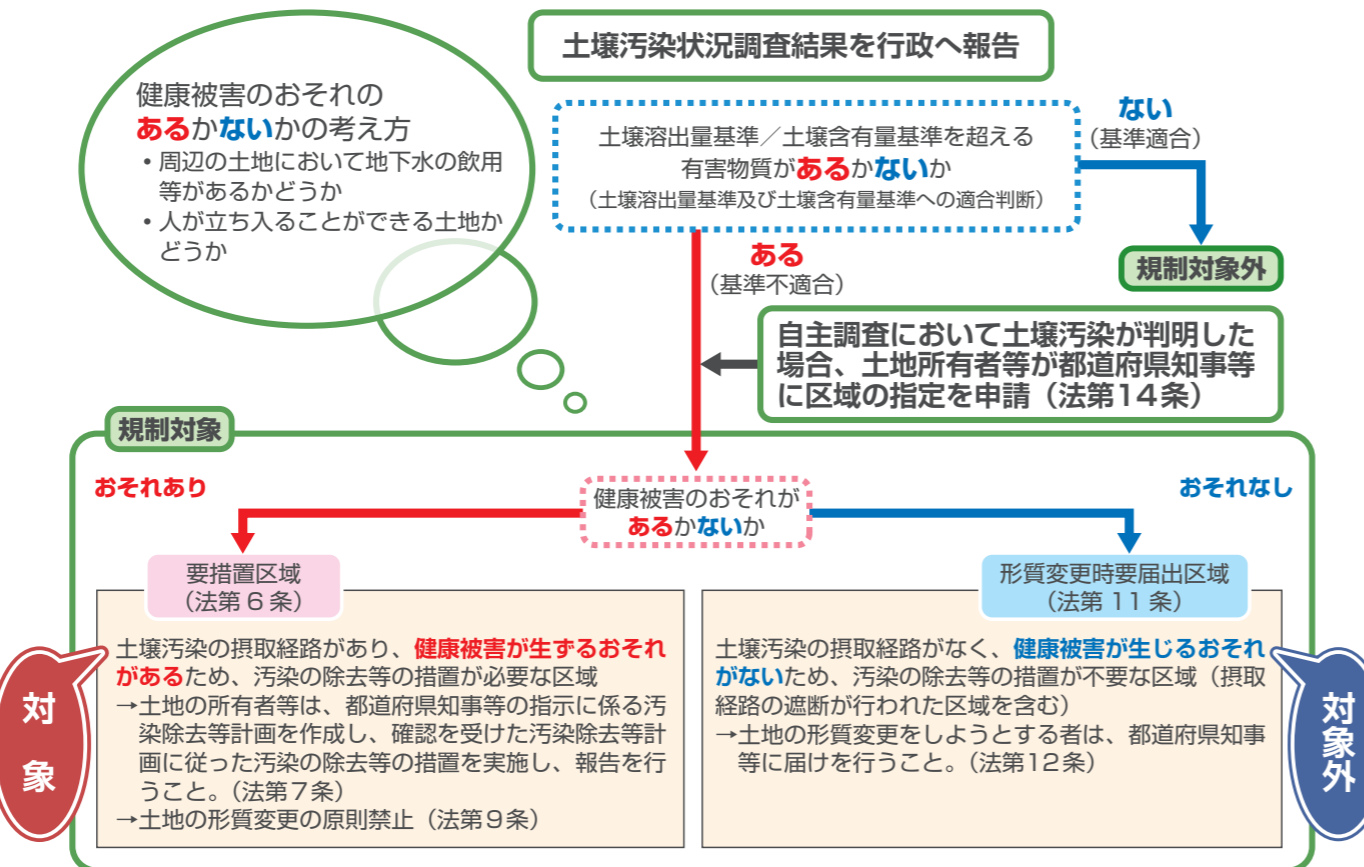 土壌汚染状況調査結果を行政へ報告
健康被害のおそれの
あるかないかの考え方
・周辺の土地において地下水の飲用
等があるかどうか
・人が立ち入ることができる土地か
どうか
土壌溶出量基準／土壌含有量基準を超える
有害物質があるかないか
（土壌溶出量基準及び土壌含有量基準への適合判断）
ない
（基準適合）
規制対象外
ある
（基準不適合）
自主調査において土壌汚染が判明した
場合、土地所有者等が都道府県知事等
に区域の指定を申請（法第14条）
規制対象
おそれあり
健康被害のおそれが
あるかないか
おそれなし
要措置区域
（法第６条）
土壌汚染の摂取経路があり、健康被害が生ずるおそれ
があるため、汚染の除去等の措置が必要な区域
→土地の所有者等は、都道府県知事等の指示に係る汚
染除去等計画を作成し、確認を受けた汚染除去等計
画に従った汚染の除去等の措置を実施し、報告を行
うこと。（法第７条）
→土地の形質変更の原則禁止（法第９条）
対象
形質変更時要届出区域
（法第 11 条）
土壌汚染の摂取経路がなく、健康被害が生じるおそれ
がないため、汚染の除去等の措置が不要な区域（摂取
経路の遮断が行われた区域を含む）
→土地の形質変更をしようとする者は、都道府県知事
等に届けを行うこと。（法第12条）
対象外